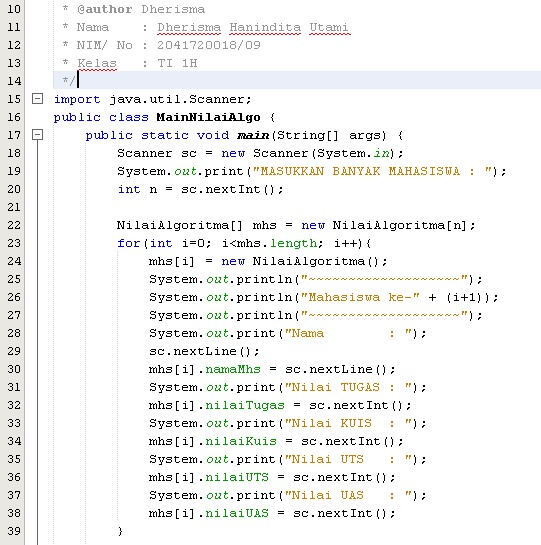 10 * @author Dherisma
11 * Nama    : Dherisma Hanindita Utami
12 * NIM/ No : 2041720018/09
13 * Kelas   : TI 1H
14 */
15 import java.util.Scanner;
16 public class MainNilaiAlgo {
17     public static void main(String[] args) {
18         Scanner sc = new Scanner(System.in);
19         System.out.print("MASUKKAN BANYAK MAHASISWA : ");
20         int n = sc.nextInt();
21
22         NilaiAlgoritma[] mhs = new NilaiAlgoritma[n];
23         for(int i=0; i<mhs.length; i++){
24             mhs[i] = new NilaiAlgoritma();
25             System.out.println("~~~~~~~~~~~~~~~~~~~");
26             System.out.println("Mahasiswa ke-" + (i+1));
27             System.out.println("~~~~~~~~~~~~~~~~~~~");
28             System.out.print("Nama        : ");
29             sc.nextLine();
30             mhs[i].namaMhs = sc.nextLine();
31             System.out.print("Nilai TUGAS : ");
32             mhs[i].nilaiTugas = sc.nextInt();
33             System.out.print("Nilai KUIS  : ");
34             mhs[i].nilaiKuis = sc.nextInt();
35             System.out.print("Nilai UTS   : ");
36             mhs[i].nilaiUTS = sc.nextInt();
37             System.out.print("Nilai UAS   : ");
38             mhs[i].nilaiUAS = sc.nextInt();
39         }